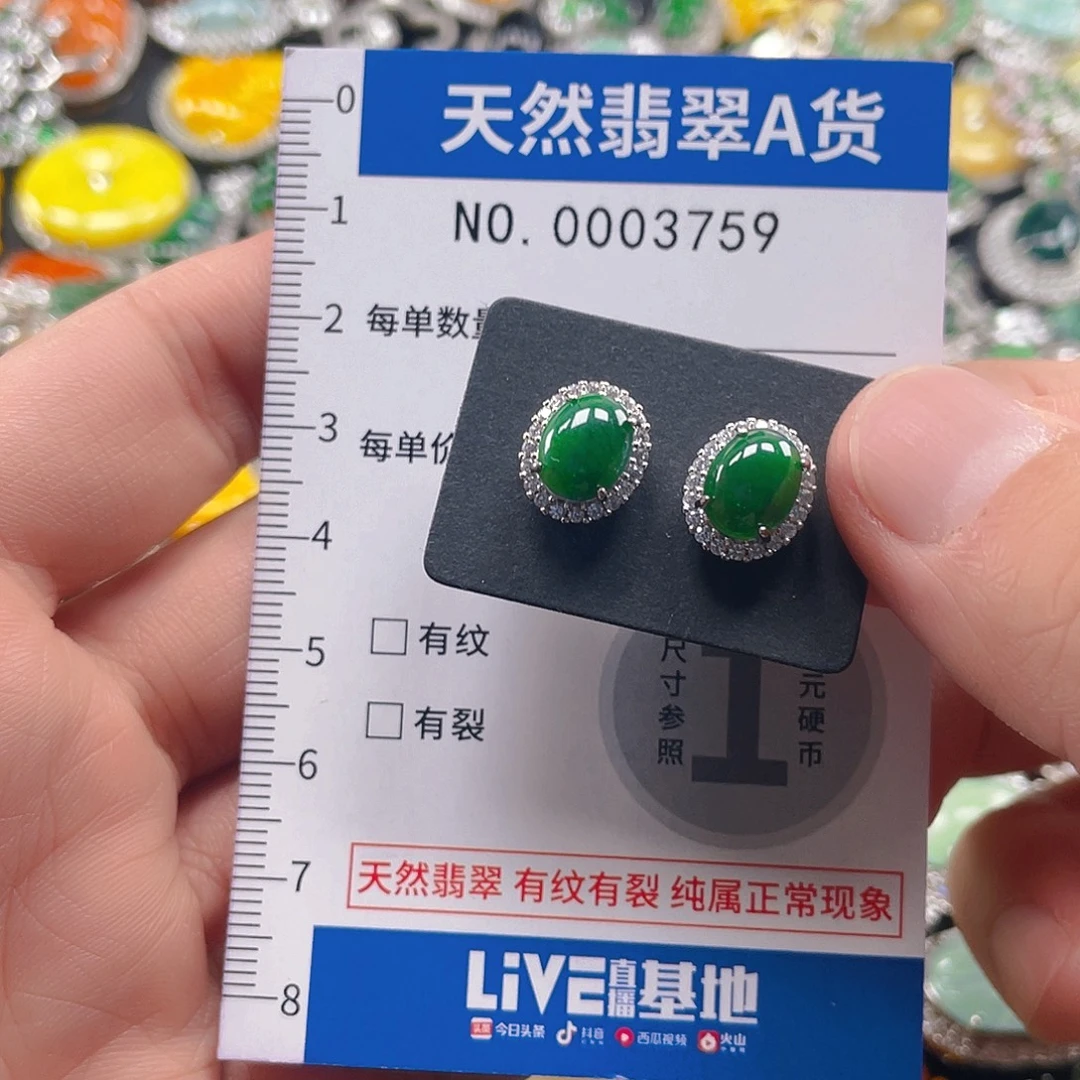 天然翡翠A货
NO. 0003759
0
1
2
3
4
5
6
7
8
每单数量
每单价
有纹
有裂
尺寸参照
1
元硬币
天然翡翠 有纹有裂 纯属正常现象
LiVE直播基地
头条 今日头条 抖音 西瓜视频 火山